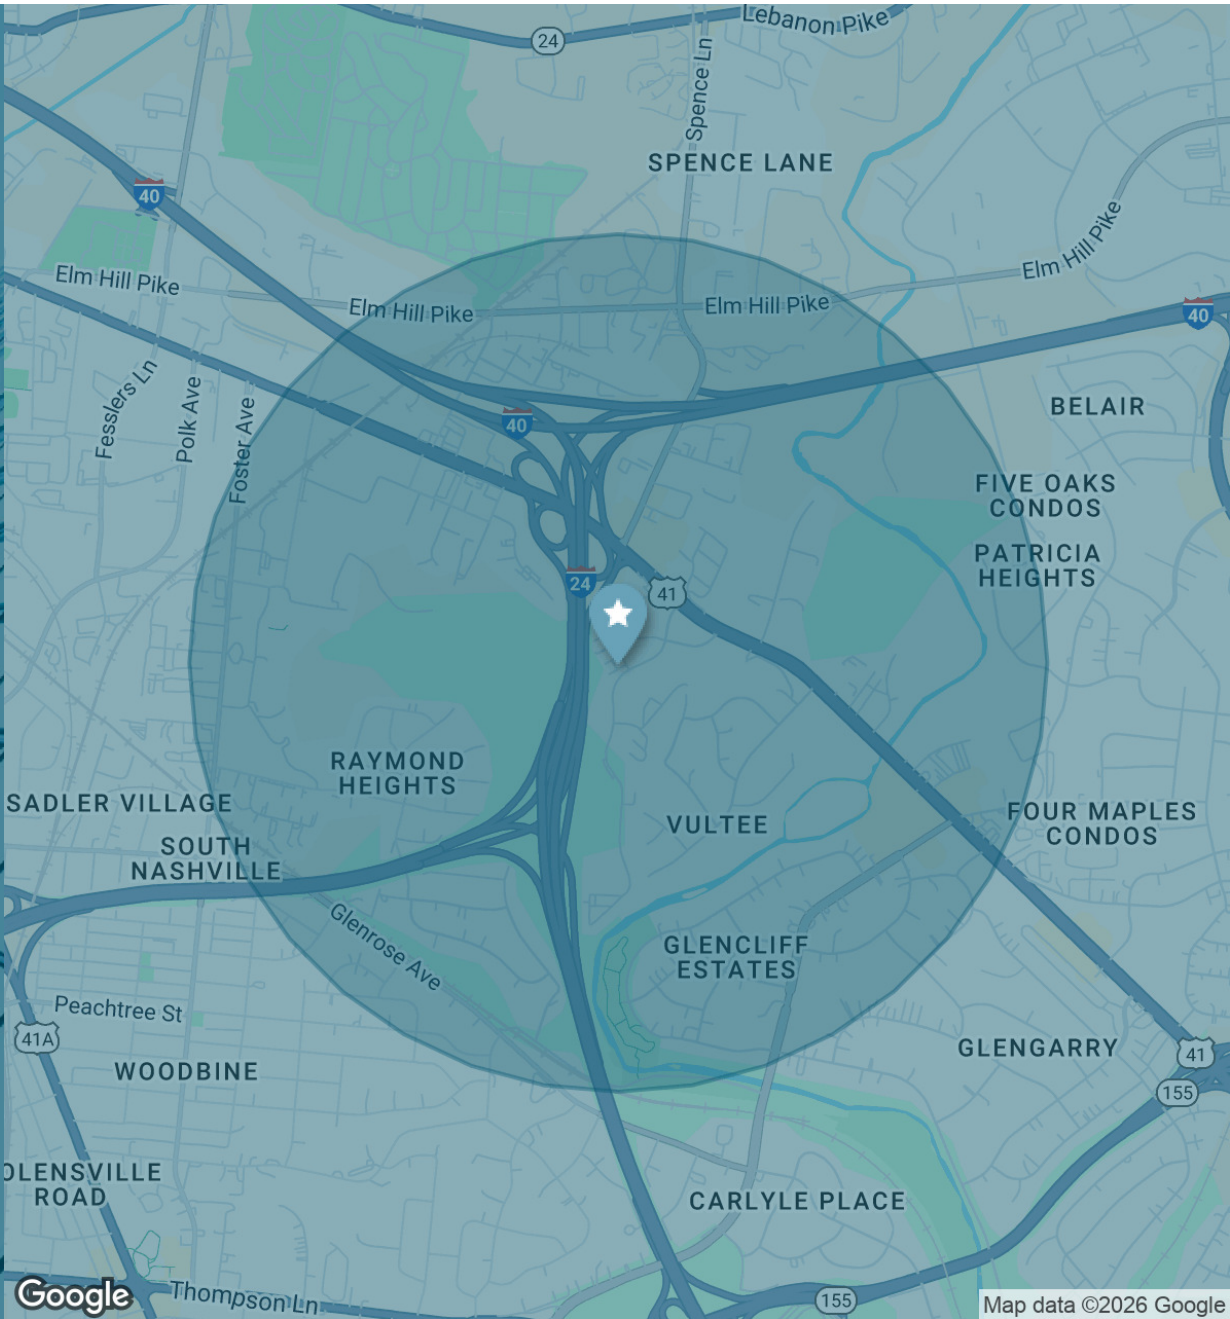 Lebanon Pike
24
Spence Ln
SPENCE LANE
40
Elm Hill Pike
Elm Hill Pike
Elm Hill Pike
Elm Hill Pike
40
Fesslers Ln
Polk Ave
Foster Ave
40
BELAIR
FIVE OAKS
CONDOS
PATRICIA
HEIGHTS
24
41
RAYMOND
HEIGHTS
SADLER VILLAGE
SOUTH
NASHVILLE
VULTEE
FOUR MAPLES
CONDOS
Glenrose Ave
GLENCLIFF
ESTATES
Peachtree St
41A
WOODBINE
GLENGARRY
41
155
OLENSVILLE
ROAD
CARLYLE PLACE
Thompson Ln
155
Google
Map data ©2026 Google